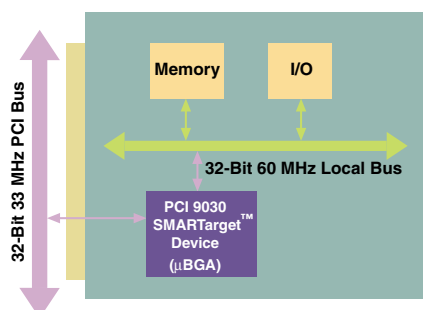 Memory
I/O
32-Bit 33 MHz PCI Bus
32-Bit 60 MHz Local Bus
PCI 9030
SMARTarget™
Device
(µBGA)